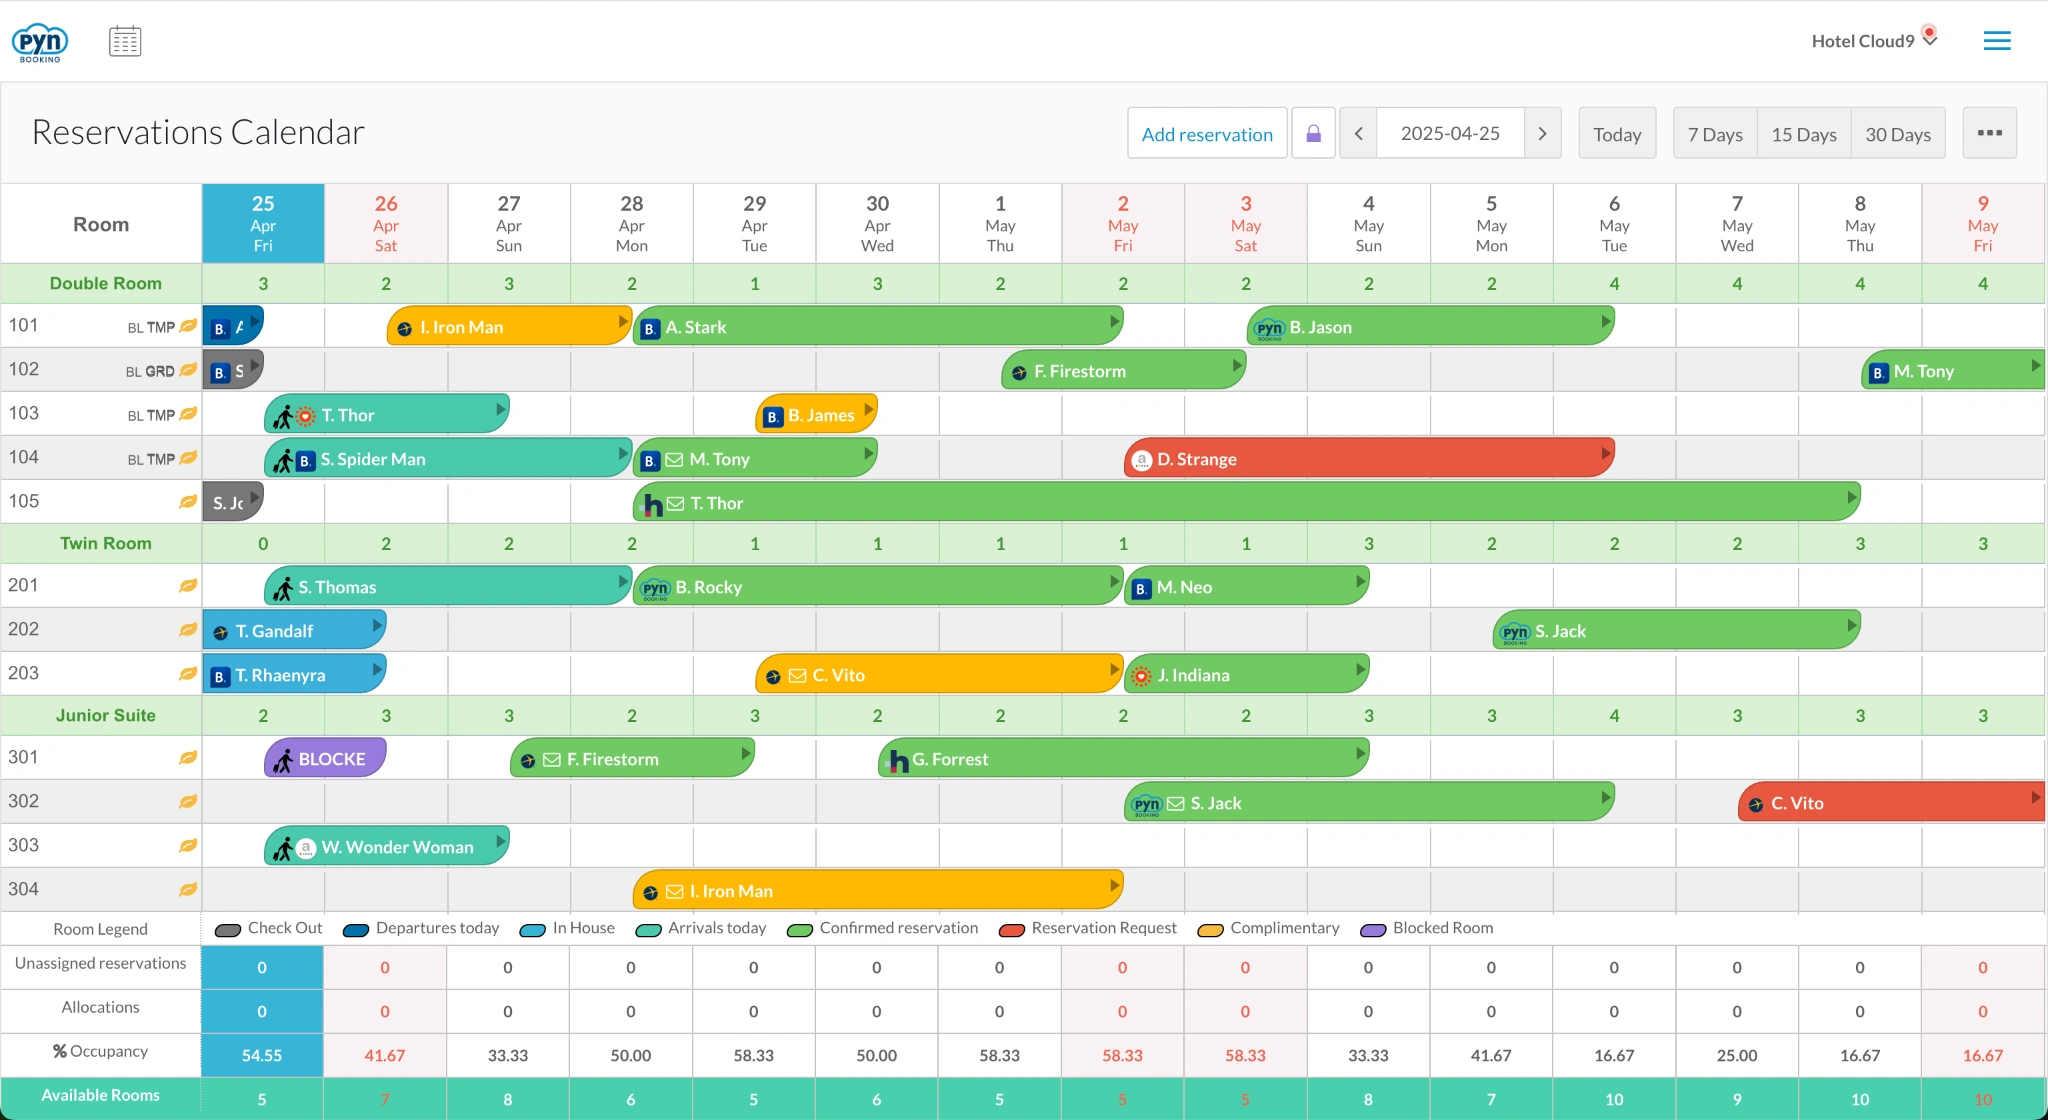 pyn
BOOKING
Hotel Cloud9
Reservations Calendar
Add reservation
2025-04-25
Today
7 Days 15 Days 30 Days
Room
25 Apr Fri
26 Apr Sat
27 Apr Sun
28 Apr Mon
29 Apr Tue
30 Apr Wed
1 May Thu
2 May Fri
3 May Sat
4 May Sun
5 May Mon
6 May Tue
7 May Wed
8 May Thu
9 May Fri
Double Room 3 2 3 2 1 3 2 2 2 2 2 4 4 4 4
101 BL TMP B. A I. Iron Man B. A. Stark pyn BOOKING B. Jason
102 BL GRD B. S F. Firestorm B. M. Tony
103 BL TMP T. Thor B. B. James
104 BL TMP B. S. Spider Man B. M. Tony a D. Strange
105 S. Jc h T. Thor
Twin Room 0 2 2 2 1 1 1 1 1 3 2 2 2 3 3
201 S. Thomas pyn BOOKING B. Rocky B. M. Neo
202 T. Gandalf pyn BOOKING S. Jack
203 B. T. Rhaenyra C. Vito J. Indiana
Junior Suite 2 3 3 2 3 2 2 2 2 3 3 4 3 3 3
301 BLOCKE F. Firestorm h G. Forrest
302 pyn BOOKING S. Jack C. Vito
303 a W. Wonder Woman
304 I. Iron Man
Room Legend Check Out Departures today In House Arrivals today Confirmed reservation Reservation Request Complimentary Blocked Room
Unassigned reservations 0 0 0 0 0 0 0 0 0 0 0 0 0 0 0
Allocations 0 0 0 0 0 0 0 0 0 0 0 0 0 0 0
% Occupancy 54.55 41.67 33.33 50.00 58.33 50.00 58.33 58.33 58.33 33.33 41.67 16.67 25.00 16.67 16.67
Available Rooms 5 7 8 6 5 6 5 5 5 8 7 10 9 10 10